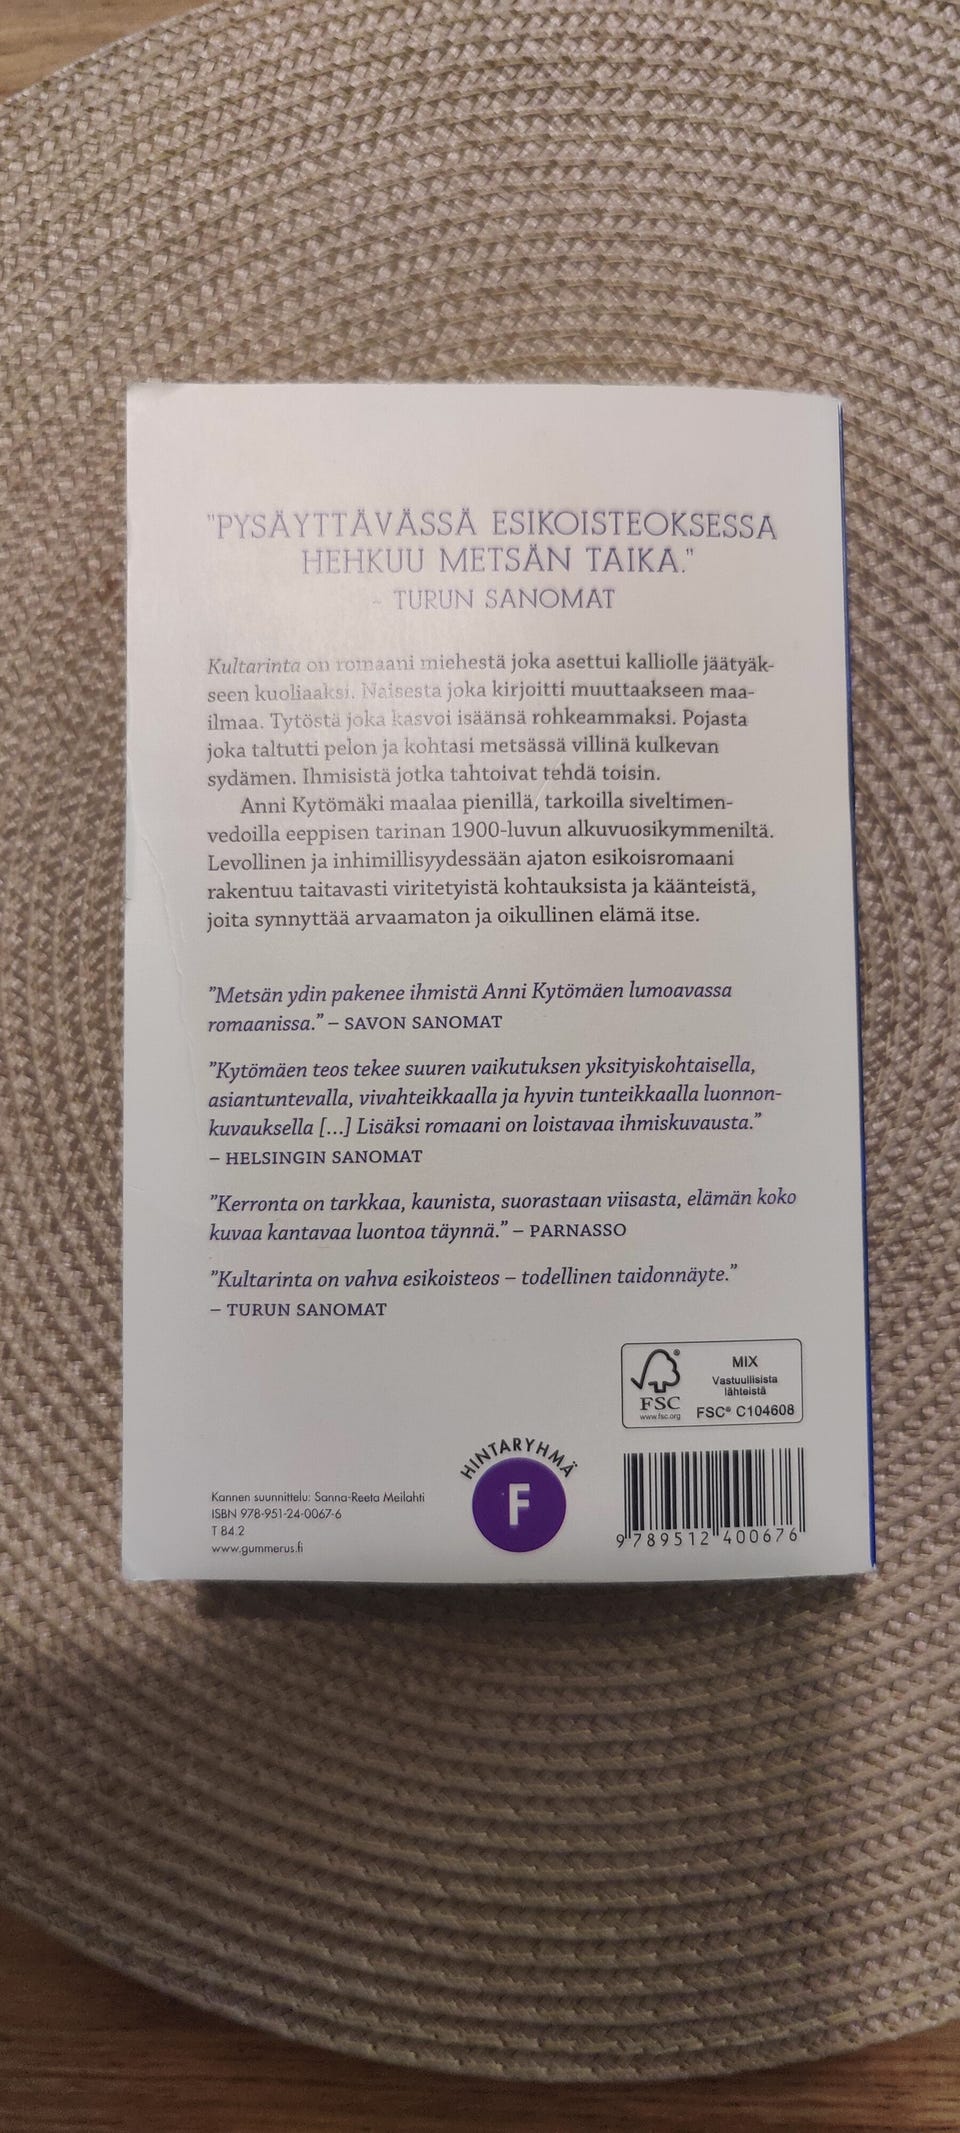 "PYSÄYTTÄVÄSSÄ ESIKOISTEOKSESSA
HEHKUU METSÄN TAIKA."
- TURUN SANOMAT
Kultarinta on romaani miehestä joka asettui kalliolle jäätyäk-
seen kuoliaaksi. Naisesta joka kirjoitti muuttaakseen maa-
ilmaa. Tytöstä joka kasvoi isäänsä rohkeammaksi. Pojasta
joka taltutti pelon ja kohtasi metsässä villinä kulkevan
sydämen. Ihmisistä jotka tahtoivat tehdä toisin.
Anni Kytömäki maalaa pienillä, tarkoilla siveltimen-
vedoilla eeppisen tarinan 1900-luvun alkuvuosikymmeniltä.
Levollinen ja inhimillisyydessään ajaton esikoisromaani
rakentuu taitavasti viritetyistä kohtauksista ja käänteistä,
joita synnyttää arvaamaton ja oikullinen elämä itse.
”Metsän ydin pakenee ihmistä Anni Kytömäen lumoavassa
romaanissa.” – SAVON SANOMAT
”Kytömäen teos tekee suuren vaikutuksen yksityiskohtaisella,
asiantuntevalla, vivahteikkaalla ja hyvin tunteikkaalla luonnon-
kuvauksella [...] Lisäksi romaani on loistavaa ihmiskuvausta.”
– HELSINGIN SANOMAT
”Kerronta on tarkkaa, kaunista, suorastaan viisasta, elämän koko
kuvaa kantavaa luontoa täynnä.” – PARNASSO
”Kultarinta on vahva esikoisteos – todellinen taidonnäyte.”
– TURUN SANOMAT
MIX
Vastuullisista
lähteistä
FSC® C104608
®
FSC
www.fsc.org
HINTARYHMÄ
F
Kannen suunnittelu: Sanna-Reeta Meilahti
ISBN 978-951-24-0067-6
T 84.2
www.gummerus.fi
9 789512 400676